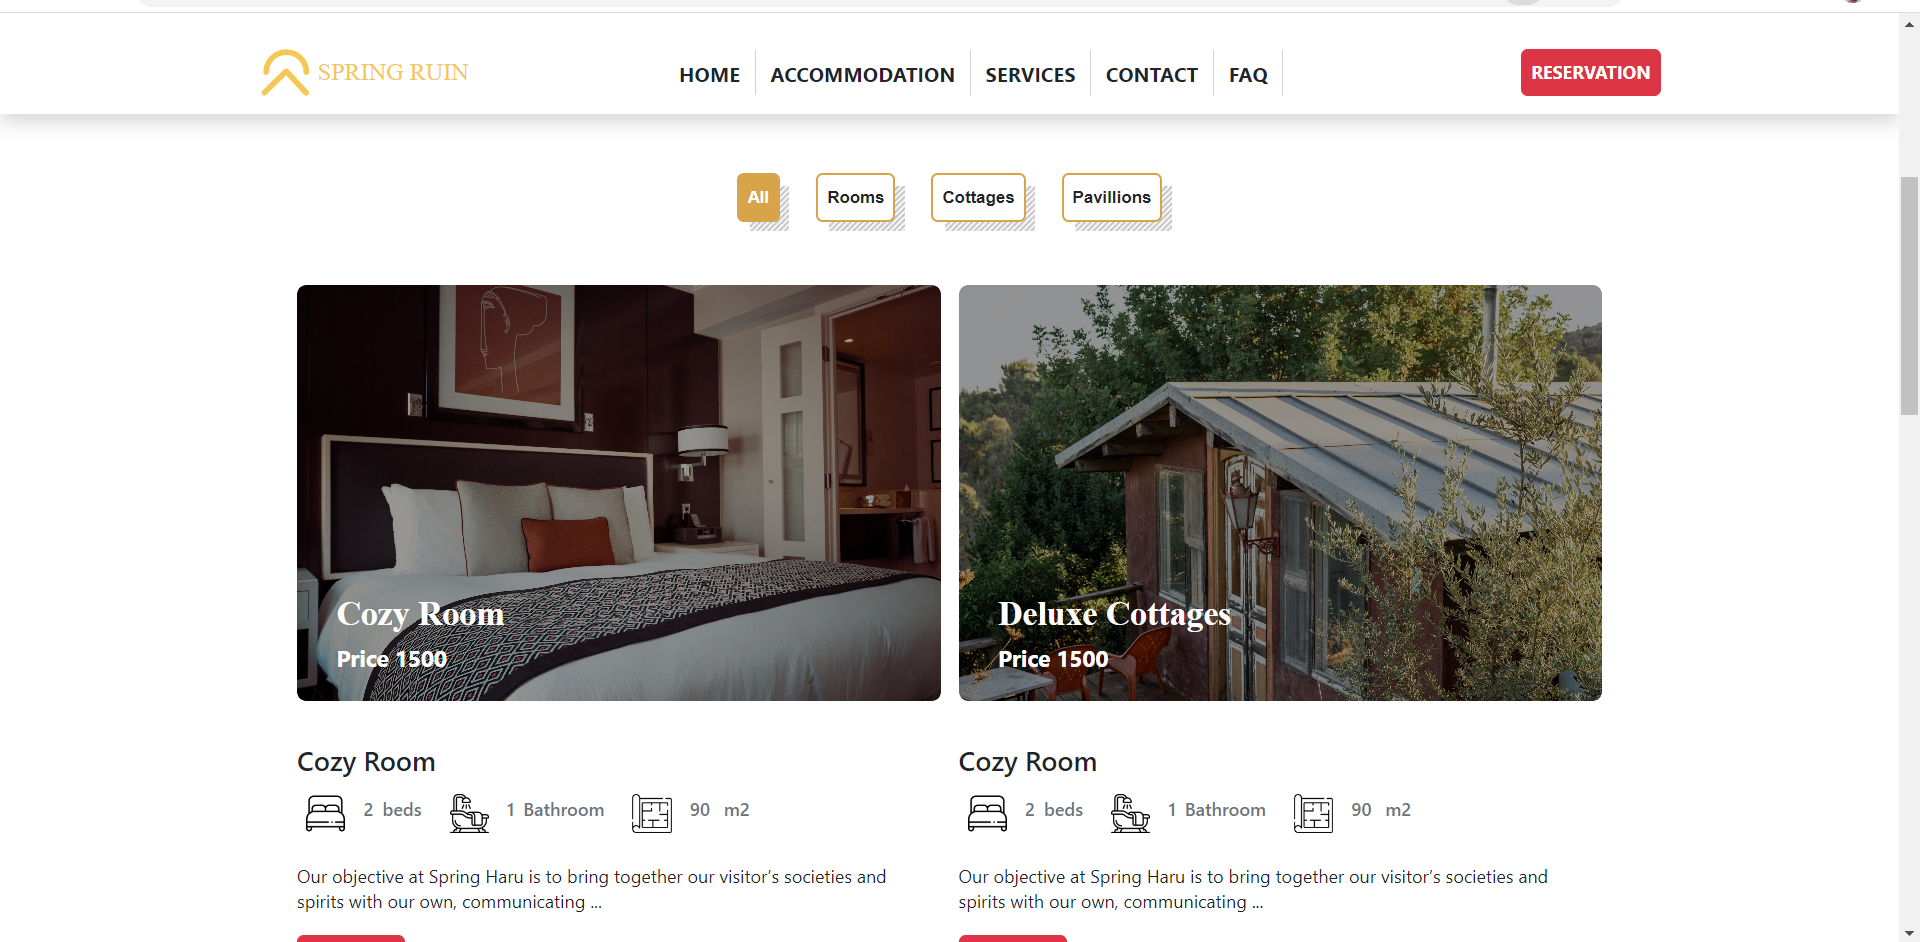 SPRING RUIN
HOME
ACCOMMODATION
SERVICES
CONTACT
FAQ
RESERVATION
All
Rooms
Cottages
Pavillions
Cozy Room
Price 1500
Deluxe Cottages
Price 1500
Cozy Room
2 beds
1 Bathroom
90 m2
Our objective at Spring Haru is to bring together our visitor’s societies and
spirits with our own, communicating ...
Cozy Room
2 beds
1 Bathroom
90 m2
Our objective at Spring Haru is to bring together our visitor’s societies and
spirits with our own, communicating ...